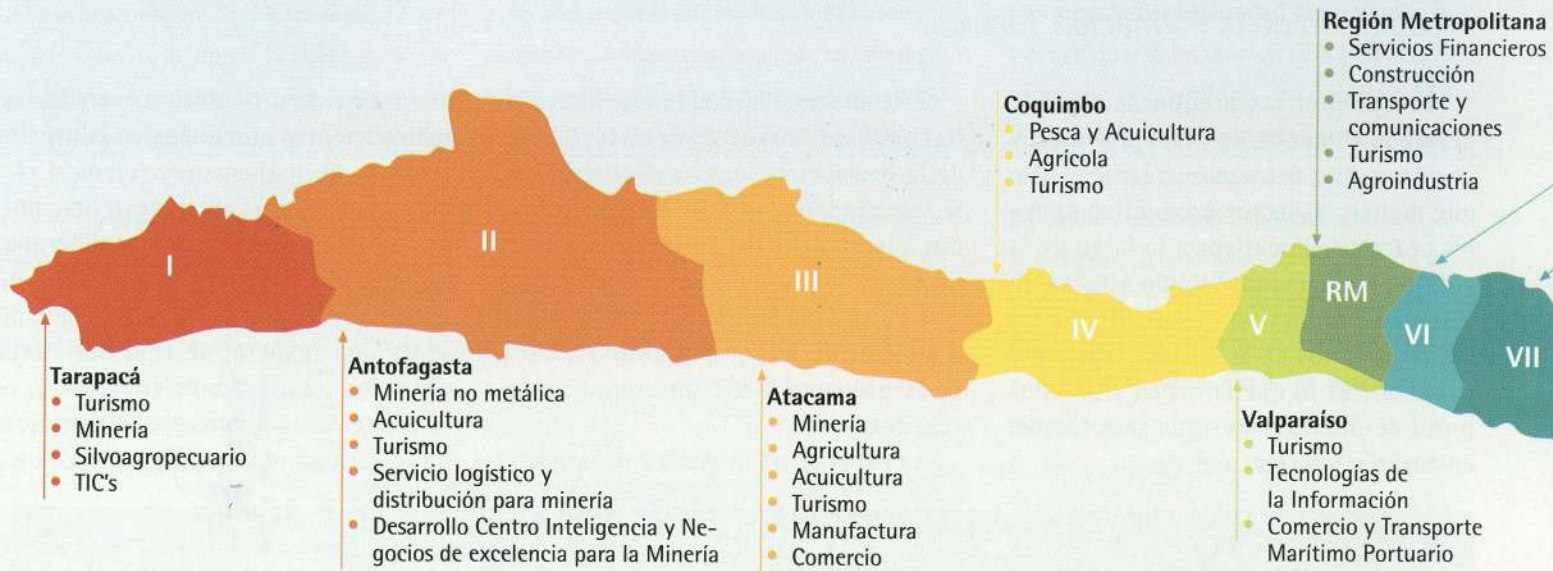 Región Metropolitana
Servicios Financieros
Construcción
Transporte y
comunicaciones
Turismo
Agroindustria
Coquimbo
Pesca y Acuicultura
Agrícola
Turismo
I
II
III
IV
V
RM
VI
VII
Tarapacá
Turismo
Minería
Silvoagropecuario
TIC's
Antofagasta
Minería no metálica
Acuicultura
Turismo
Servicio logístico y
distribución para minería
Desarrollo Centro Inteligencia y Ne-
gocios de excelencia para la Minería
Atacama
Minería
Agricultura
Acuicultura
Turismo
Manufactura
Comercio
Valparaíso
Turismo
Tecnologías de
la Información
Comercio y Transporte
Marítimo Portuario